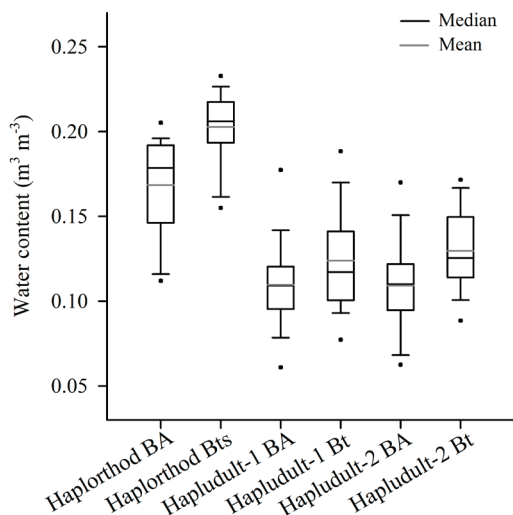 Median
Mean
0.25
0.20
0.15
0.10
0.05
Water content (m³ m⁻³)
Haplorthod BA
Haplorthod Bts
Hapludult-1 BA
Hapludult-1 Bt
Hapludult-2 BA
Hapludult-2 Bt